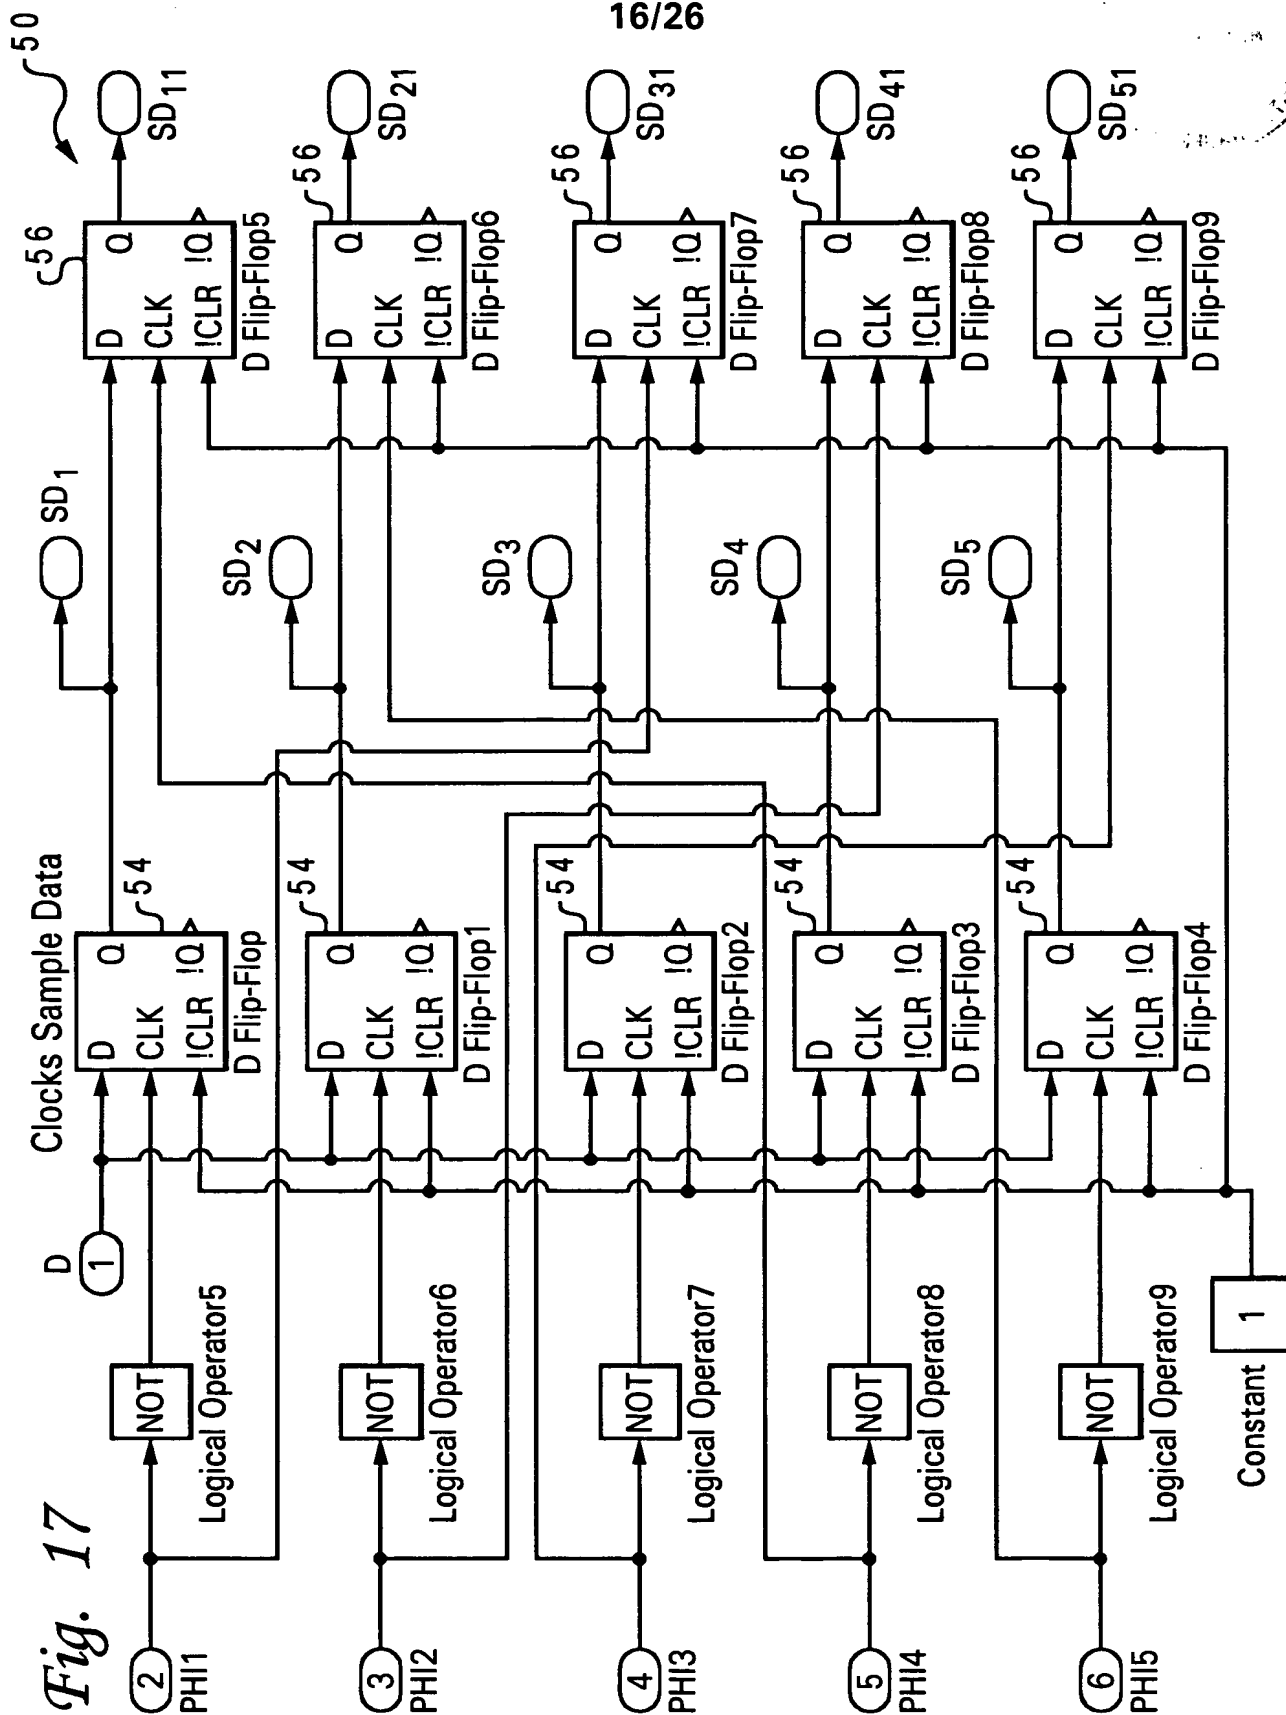 16/26
Fig. 17
50
Clocks Sample Data
D
1
2
PHI1
NOT
Logical Operator5
D
CLK
!CLR
Q
!Q
D Flip-Flop
54
SD1
D
CLK
!CLR
Q
!Q
D Flip-Flop5
56
SD11
3
PHI2
NOT
Logical Operator6
D
CLK
!CLR
Q
!Q
D Flip-Flop1
54
SD2
D
CLK
!CLR
Q
!Q
D Flip-Flop6
56
SD21
4
PHI3
NOT
Logical Operator7
D
CLK
!CLR
Q
!Q
D Flip-Flop2
54
SD3
D
CLK
!CLR
Q
!Q
D Flip-Flop7
56
SD31
5
PHI4
NOT
Logical Operator8
D
CLK
!CLR
Q
!Q
D Flip-Flop3
54
SD4
D
CLK
!CLR
Q
!Q
D Flip-Flop8
56
SD41
6
PHI5
NOT
Logical Operator9
D
CLK
!CLR
Q
!Q
D Flip-Flop4
54
SD5
D
CLK
!CLR
Q
!Q
D Flip-Flop9
56
SD51
Constant
1